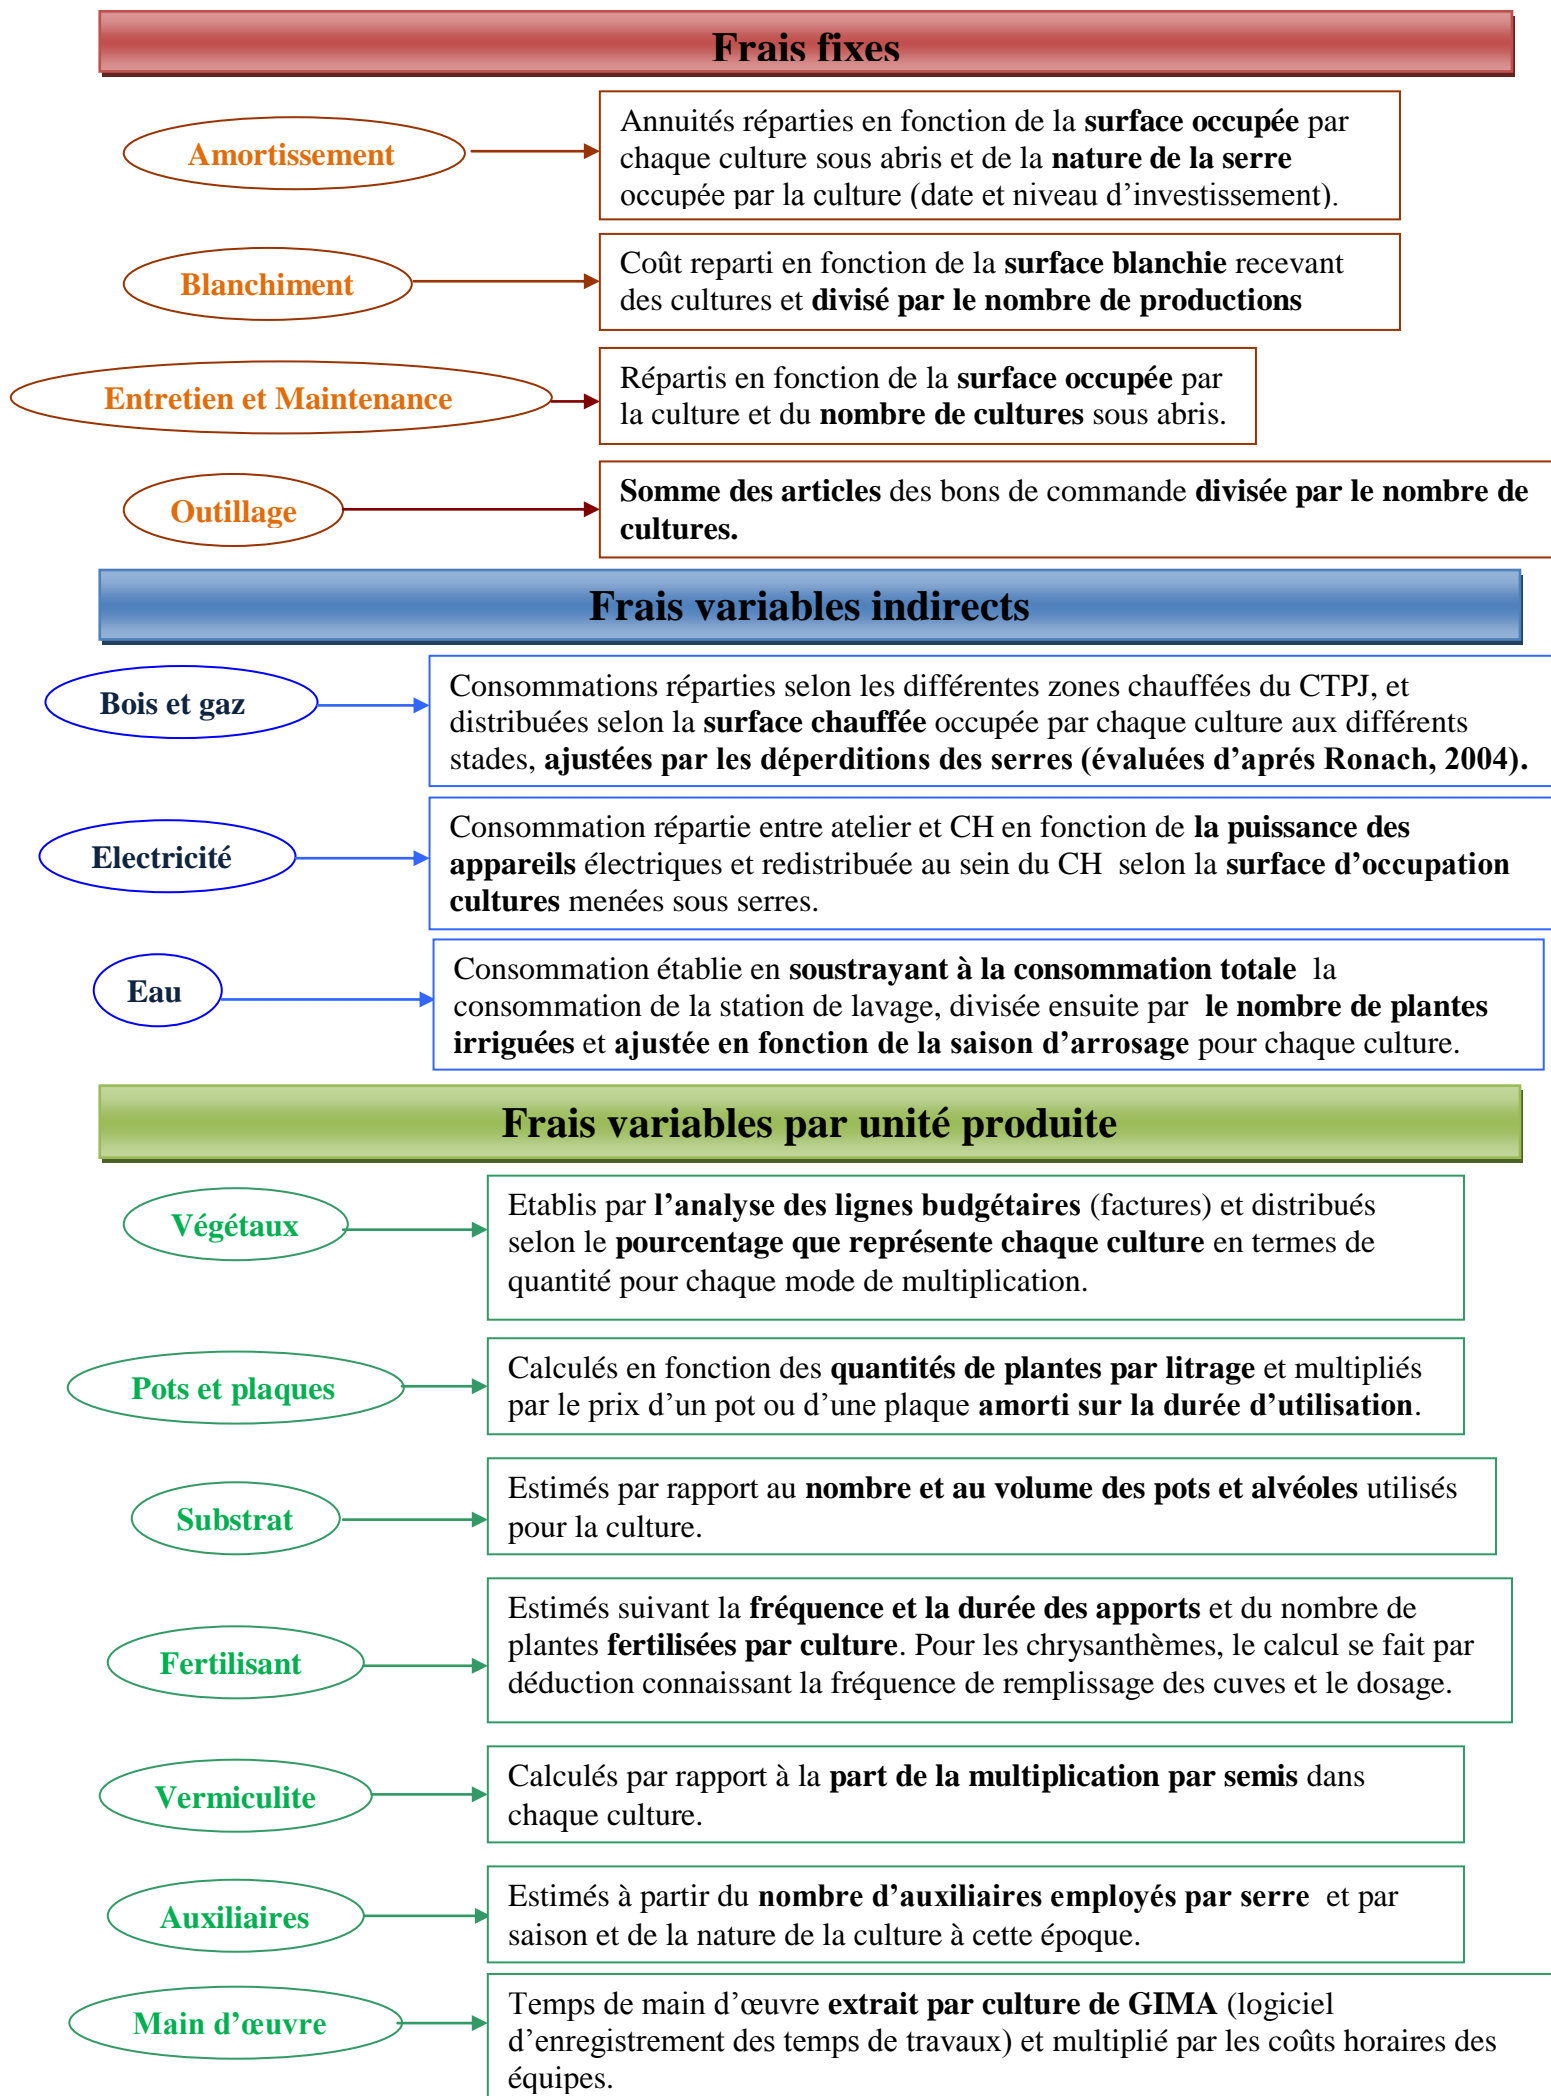 Frais fixes
Amortissement
Annuités réparties en fonction de la surface occupée par
chaque culture sous abris et de la nature de la serre
occupée par la culture (date et niveau d’investissement).
Blanchiment
Coût reparti en fonction de la surface blanchie recevant
des cultures et divisé par le nombre de productions
Entretien et Maintenance
Répartis en fonction de la surface occupée par
la culture et du nombre de cultures sous abris.
Outillage
Somme des articles des bons de commande divisée par le nombre de
cultures.
Frais variables indirects
Bois et gaz
Consommations réparties selon les différentes zones chauffées du CTPJ, et
distribuées selon la surface chauffée occupée par chaque culture aux différents
stades, ajustées par les déperditions des serres (évaluées d’aprés Ronach, 2004).
Electricité
Consommation répartie entre atelier et CH en fonction de la puissance des
appareils électriques et redistribuée au sein du CH selon la surface d’occupation
cultures menées sous serres.
Eau
Consommation établie en soustrayant à la consommation totale la
consommation de la station de lavage, divisée ensuite par le nombre de plantes
irriguées et ajustée en fonction de la saison d’arrosage pour chaque culture.
Frais variables par unité produite
Végétaux
Etablis par l’analyse des lignes budgétaires (factures) et distribués
selon le pourcentage que représente chaque culture en termes de
quantité pour chaque mode de multiplication.
Pots et plaques
Calculés en fonction des quantités de plantes par litrage et multipliés
par le prix d’un pot ou d’une plaque amorti sur la durée d’utilisation.
Substrat
Estimés par rapport au nombre et au volume des pots et alvéoles utilisés
pour la culture.
Fertilisant
Estimés suivant la fréquence et la durée des apports et du nombre de
plantes fertilisées par culture. Pour les chrysanthèmes, le calcul se fait par
déduction connaissant la fréquence de remplissage des cuves et le dosage.
Vermiculite
Calculés par rapport à la part de la multiplication par semis dans
chaque culture.
Auxiliaires
Estimés à partir du nombre d’auxiliaires employés par serre et par
saison et de la nature de la culture à cette époque.
Main d’œuvre
Temps de main d’œuvre extrait par culture de GIMA (logiciel
d’enregistrement des temps de travaux) et multiplié par les coûts horaires des
équipes.